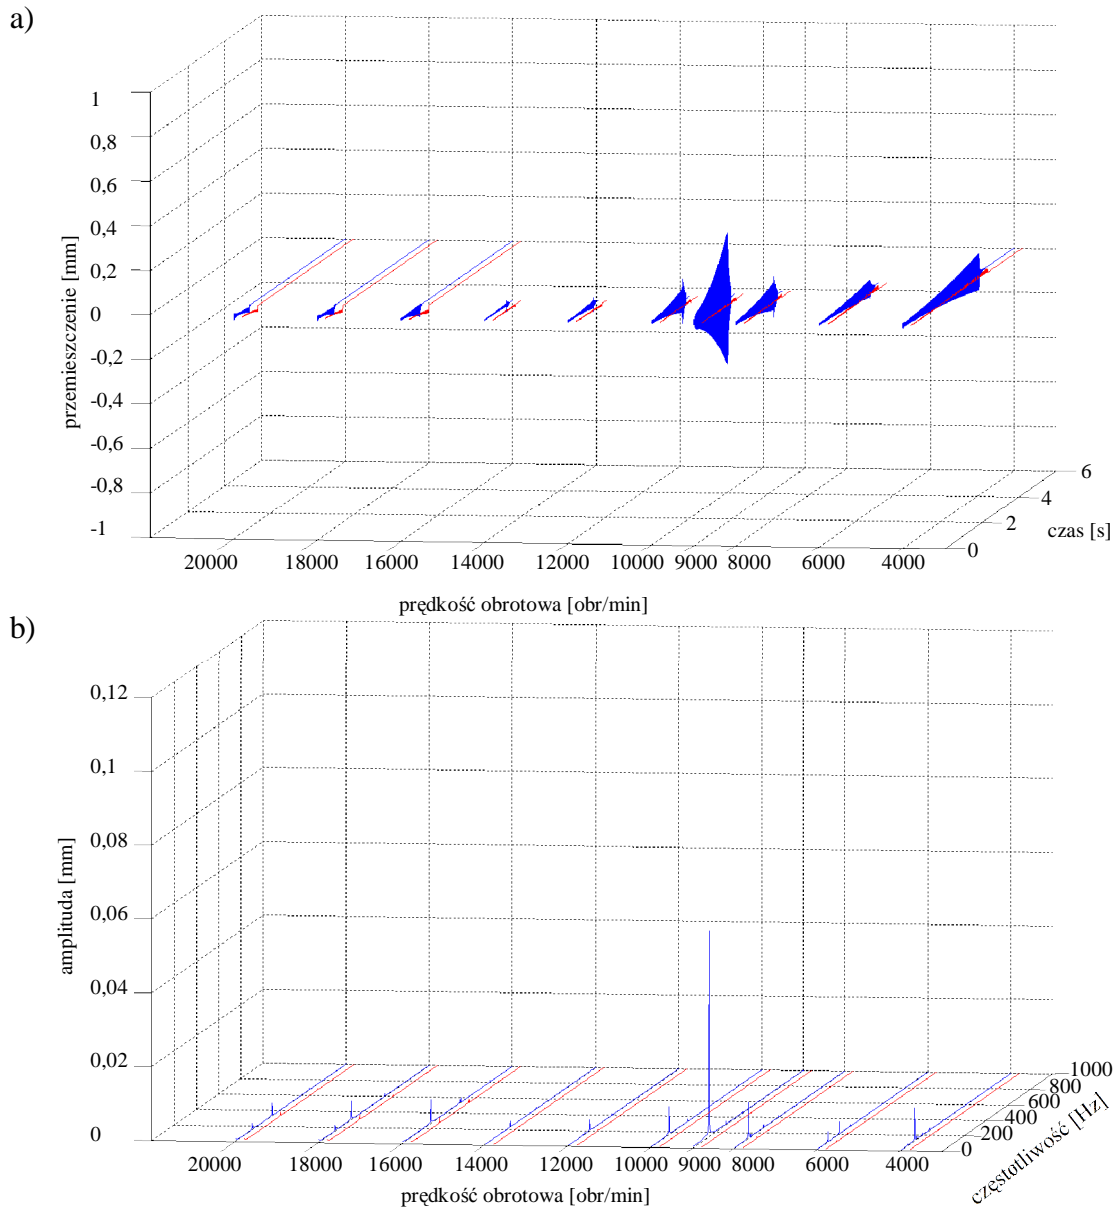 a)
1
0,8
0,6
0,4
0,2
0
-0,2
-0,4
-0,6
-0,8
-1
przemieszczenie [mm]
6
4
2
0
czas [s]
20000 18000 16000 14000 12000 10000 9000 8000 6000 4000
prędkość obrotowa [obr/min]
b)
0,12
0,1
0,08
0,06
0,04
0,02
0
amplituda [mm]
1000
800
600
400
200
0
częstotliwość [Hz]
20000 18000 16000 14000 12000 10000 9000 8000 6000 4000
prędkość obrotowa [obr/min]